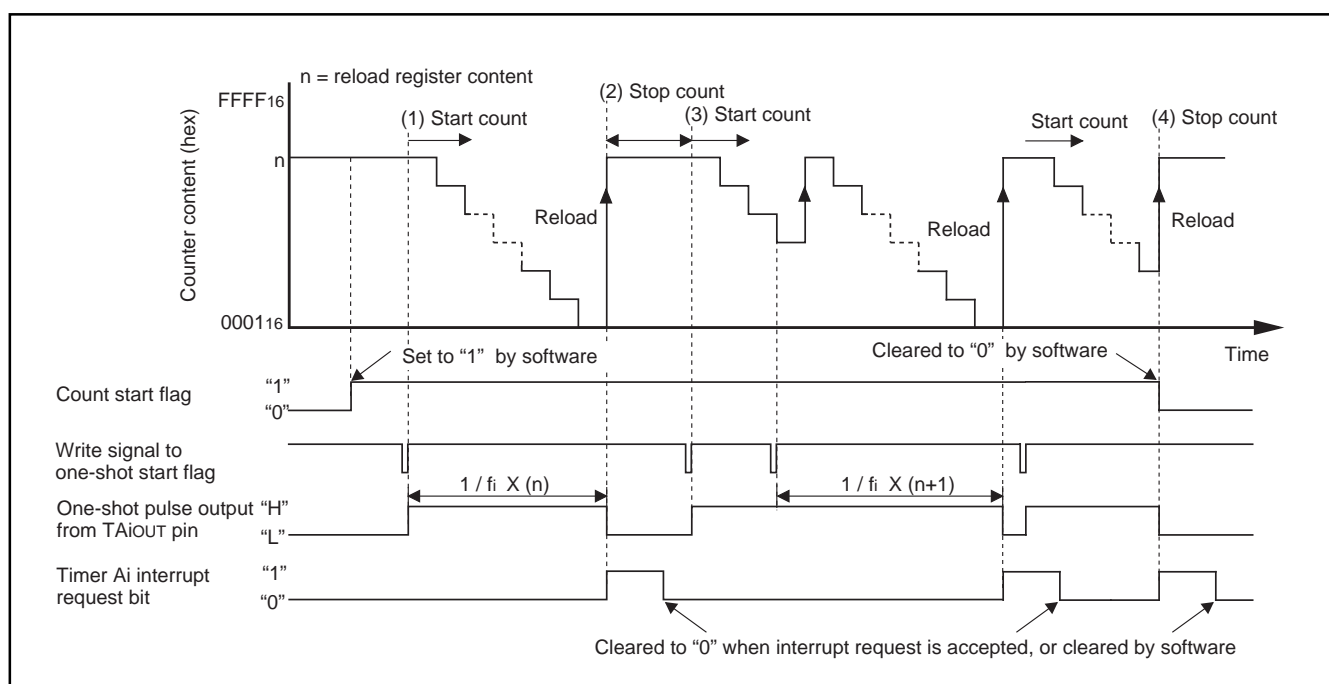 n = reload register content
FFFF16
(1) Start count
(2) Stop count
(3) Start count
Start count
(4) Stop count
Counter content (hex)
n
Reload
Reload
Reload
000116
Time
Set to “1” by software
Cleared to “0” by software
Count start flag
“1”
“0”
Write signal to
one-shot start flag
1 / fi X (n)
1 / fi X (n+1)
One-shot pulse output
from TAiOUT pin
“H”
“L”
Timer Ai interrupt
request bit
“1”
“0”
Cleared to “0” when interrupt request is accepted, or cleared by software